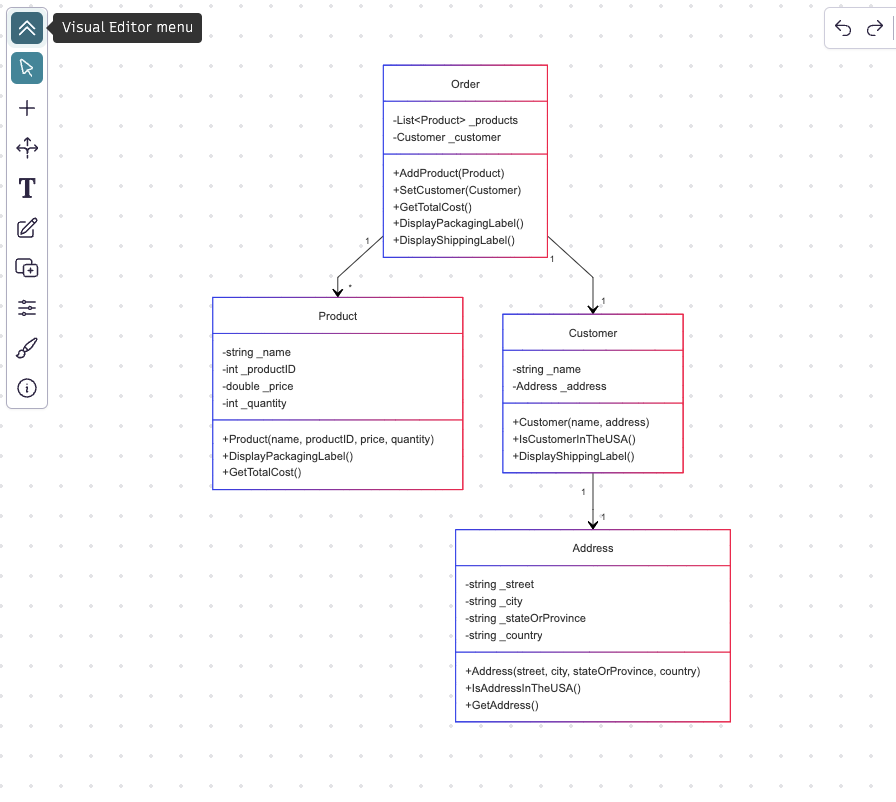 Visual Editor menu
T
Order
-List<Product> _products
-Customer _customer
+AddProduct(Product)
+SetCustomer(Customer)
+GetTotalCost()
+DisplayPackagingLabel()
+DisplayShippingLabel()
1
*
1
1
Product
-string _name
-int _productID
-double _price
-int _quantity
+Product(name, productID, price, quantity)
+DisplayPackagingLabel()
+GetTotalCost()
Customer
-string _name
-Address _address
+Customer(name, address)
+IsCustomerInTheUSA()
+DisplayShippingLabel()
1
1
Address
-string _street
-string _city
-string _stateOrProvince
-string _country
+Address(street, city, stateOrProvince, country)
+IsAddressInTheUSA()
+GetAddress()